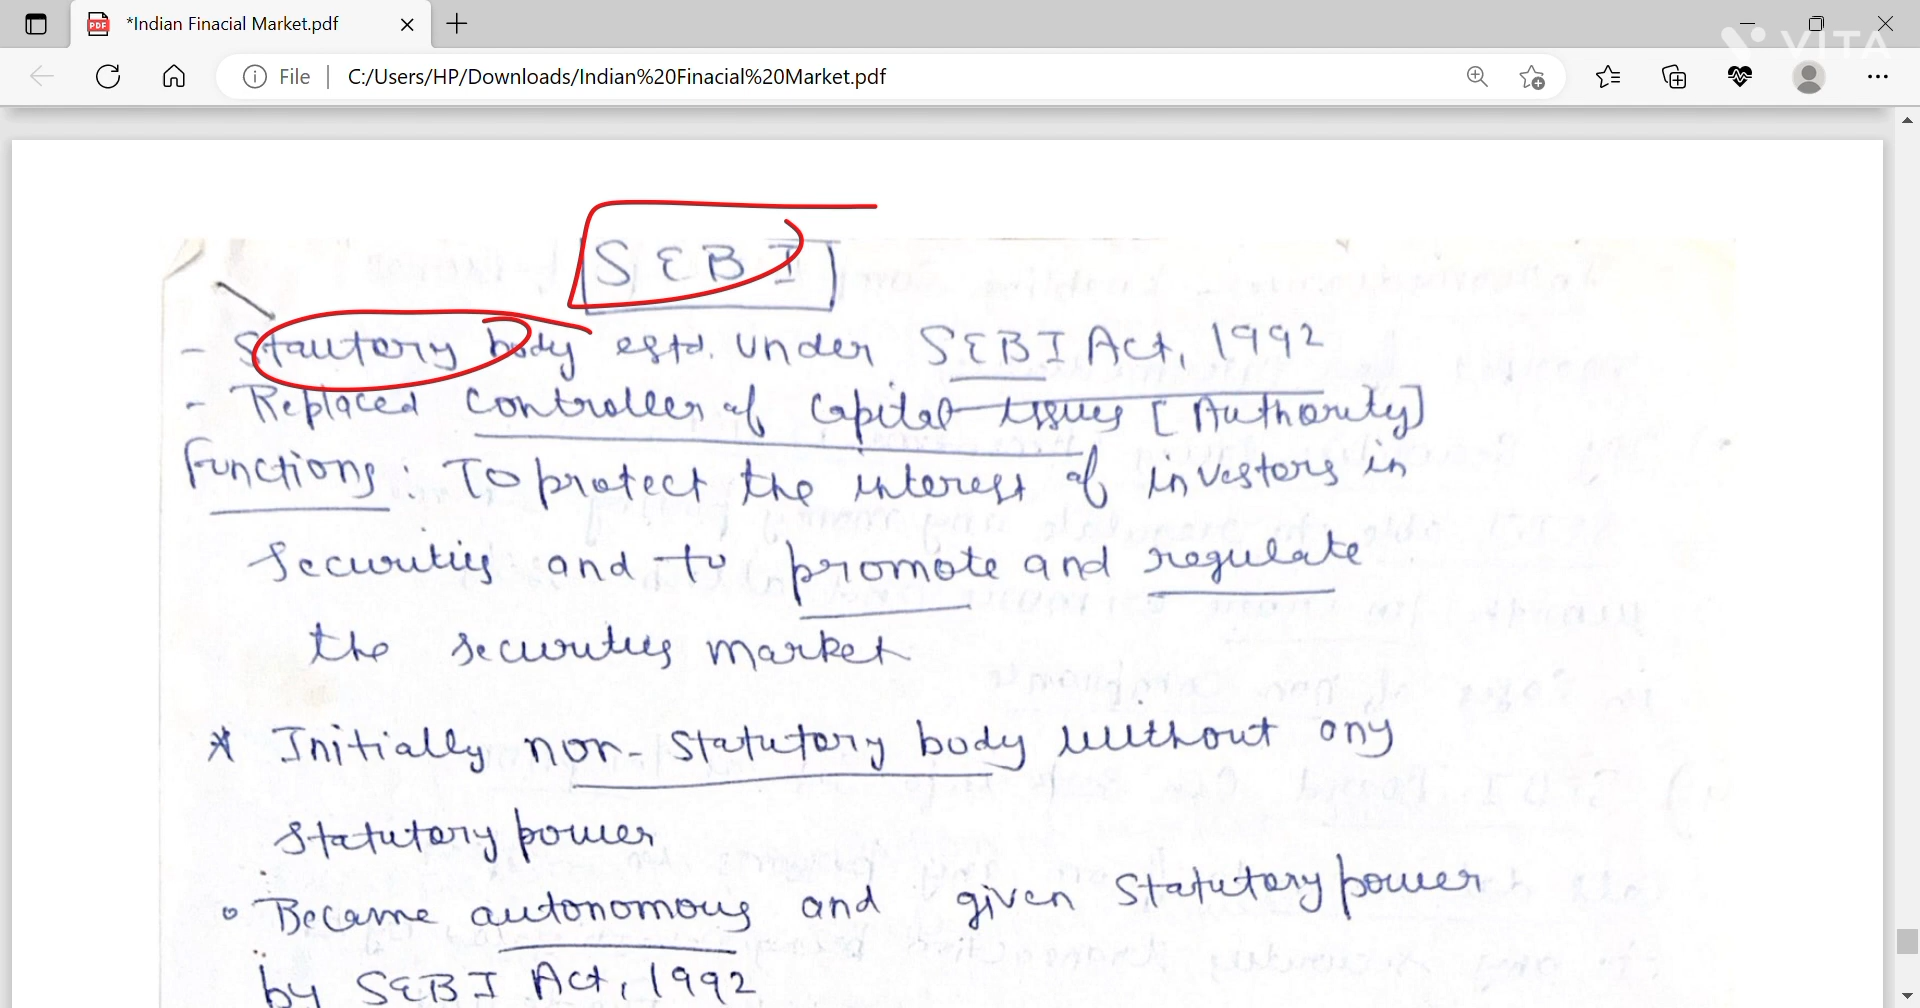 *Indian Finacial Market.pdf
VITA
File | C:/Users/HP/Downloads/Indian%20Finacial%20Market.pdf
SEBI
- Stautory body estd. under SEBI Act, 1992
- Replaced Controller of Capital Issues [Authority]
Functions: To protect the interest of investors in
Securities and to promote and regulate
the securities market
* Initially non-statutory body without any
statutory power
Became autonomous and given statutory power
by SEBI Act, 1992